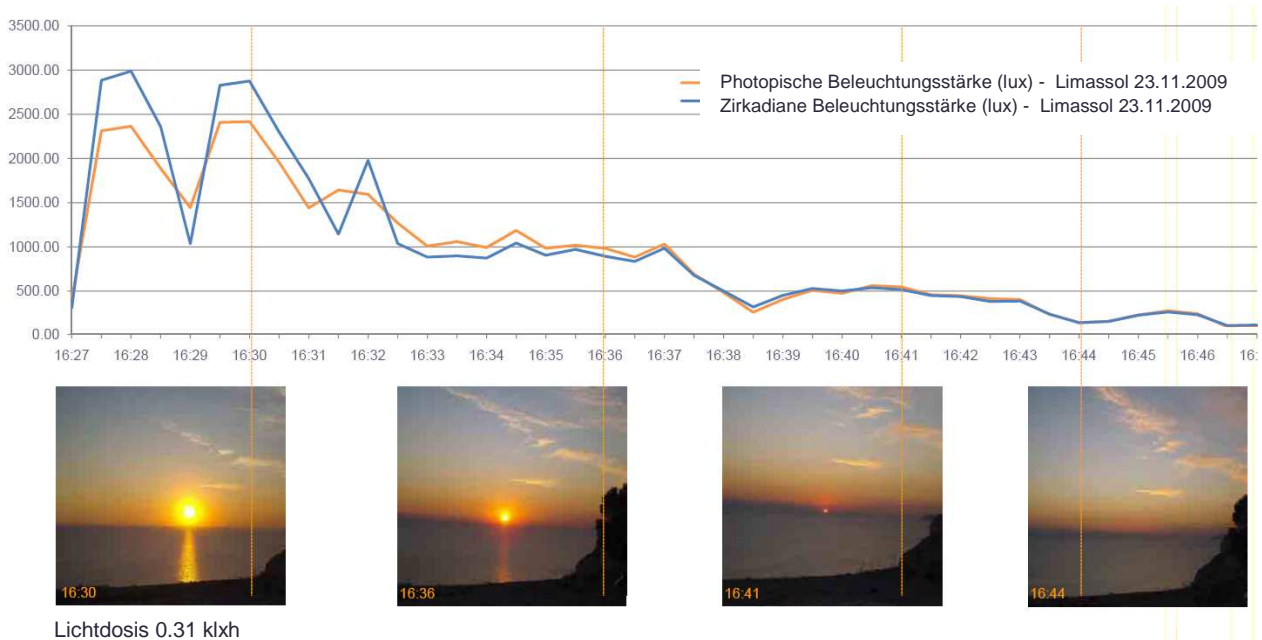 3500.00
3000.00
2500.00
2000.00
1500.00
1000.00
500.00
0.00
Photopische Beleuchtungsstärke (lux) - Limassol 23.11.2009
Zirkadiane Beleuchtungsstärke (lux) - Limassol 23.11.2009
16:27 16:28 16:29 16:30 16:31 16:32 16:33 16:34 16:35 16:36 16:37 16:38 16:39 16:40 16:41 16:42 16:43 16:44 16:45 16:46 16:
16:30 16:36 16:41 16:44
Lichtdosis 0.31 klxh